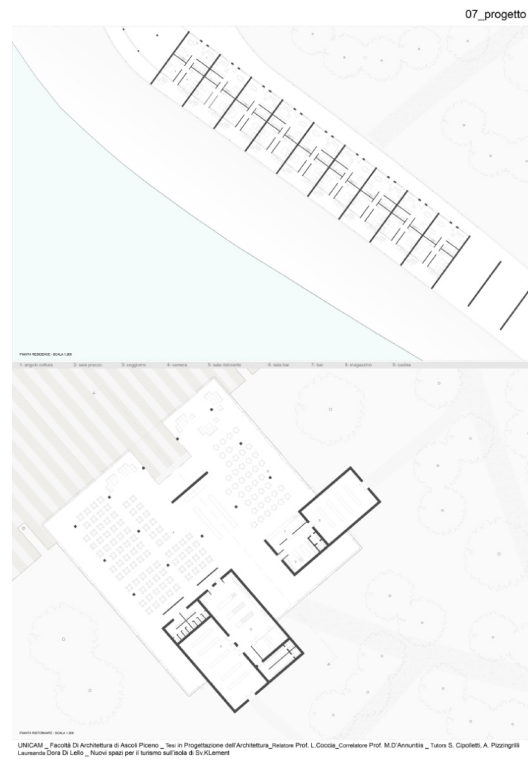 07_progetto
PIANTA RESIDENZE - SCALA 1:200
1- angolo cottura 2- sala pranzo 3- soggiorno 4- camera 5- sala ristorante 6- sala bar 7- bar 8- magazzino 9- cucina
PIANTA RISTORANTE - SCALA 1:200
UNICAM _ Facoltà Di Architettura di Ascoli Piceno _ Tesi in Progettazione dell'Architettura_Relatore Prof. L.Coccia_Correlatore Prof. M.D'Annuntiis _ Tutors S. Cipolletti, A. Pizzingrilli
Laureanda Dora Di Lello _ Nuovi spazi per il turismo sull'isola di Sv.KLement